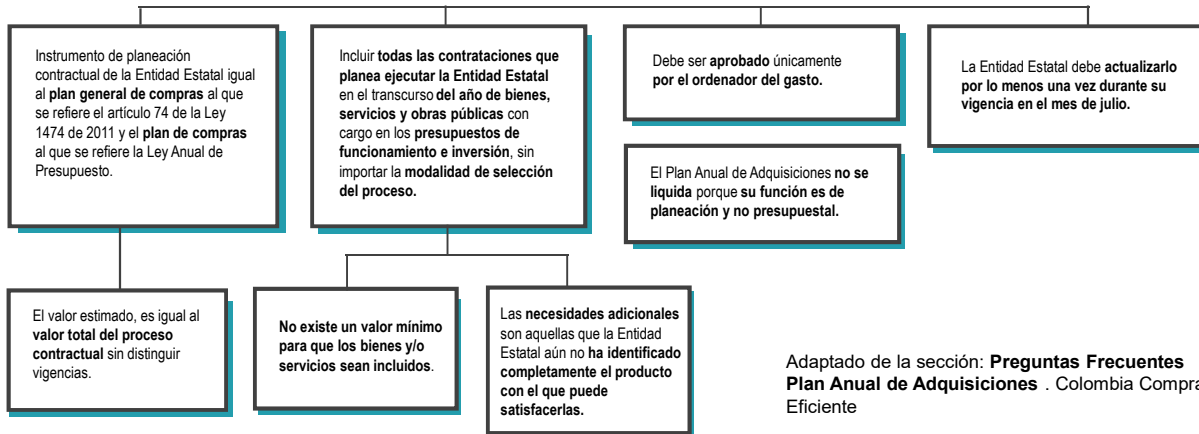 Instrumento de planeación
contractual de la Entidad Estatal igual
al plan general de compras al que
se refiere el artículo 74 de la Ley
1474 de 2011 y el plan de compras
al que se refiere la Ley Anual de
Presupuesto.
Incluir todas las contrataciones que
planea ejecutar la Entidad Estatal
en el transcurso del año de bienes,
servicios y obras públicas con
cargo en los presupuestos de
funcionamiento e inversión, sin
importar la modalidad de selección
del proceso.
Debe ser aprobado únicamente
por el ordenador del gasto.
La Entidad Estatal debe actualizarlo
por lo menos una vez durante su
vigencia en el mes de julio.
El Plan Anual de Adquisiciones no se
liquida porque su función es de
planeación y no presupuestal.
El valor estimado, es igual al
valor total del proceso
contractual sin distinguir
vigencias.
No existe un valor mínimo
para que los bienes y/o
servicios sean incluidos.
Las necesidades adicionales
son aquellas que la Entidad
Estatal aún no ha identificado
completamente el producto
con el que puede
satisfacerlas.
Adaptado de la sección: Preguntas Frecuentes
Plan Anual de Adquisiciones . Colombia Compra
Eficiente